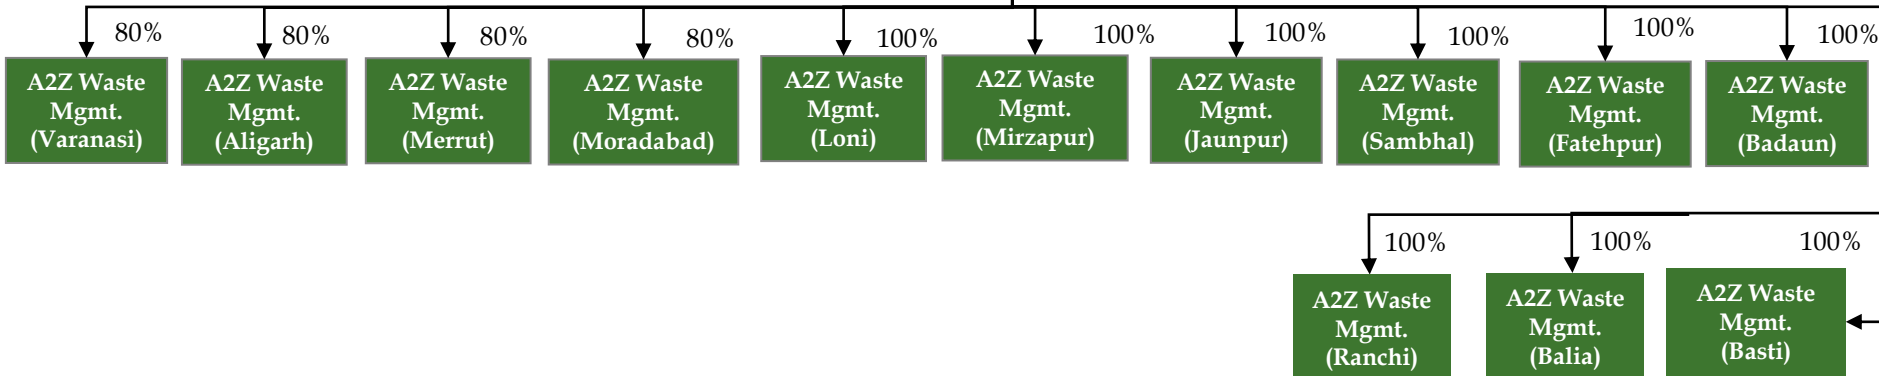 80%
80%
80%
80%
100%
100%
100%
100%
100%
100%
A2Z Waste
Mgmt.
(Varanasi)
A2Z Waste
Mgmt.
(Aligarh)
A2Z Waste
Mgmt.
(Merrut)
A2Z Waste
Mgmt.
(Moradabad)
A2Z Waste
Mgmt.
(Loni)
A2Z Waste
Mgmt.
(Mirzapur)
A2Z Waste
Mgmt.
(Jaunpur)
A2Z Waste
Mgmt.
(Sambhal)
A2Z Waste
Mgmt.
(Fatehpur)
A2Z Waste
Mgmt.
(Badaun)
100%
100%
100%
A2Z Waste
Mgmt.
(Ranchi)
A2Z Waste
Mgmt.
(Balia)
A2Z Waste
Mgmt.
(Basti)